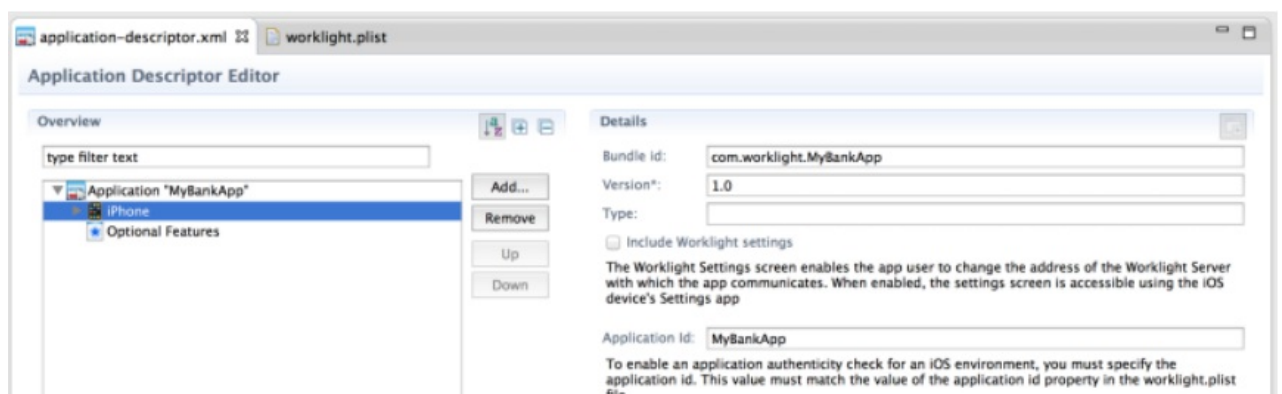 application-descriptor.xml
worklight.plist
Application Descriptor Editor
Overview
type filter text
Application "MyBankApp"
iPhone
Optional Features
Add...
Remove
Up
Down
Details
Bundle id: com.worklight.MyBankApp
Version*: 1.0
Type:
Include Worklight settings
The Worklight Settings screen enables the app user to change the address of the Worklight Server
with which the app communicates. When enabled, the settings screen is accessible using the iOS
device's Settings app
Application Id: MyBankApp
To enable an application authenticity check for an iOS environment, you must specify the
application id. This value must match the value of the application id property in the worklight.plist